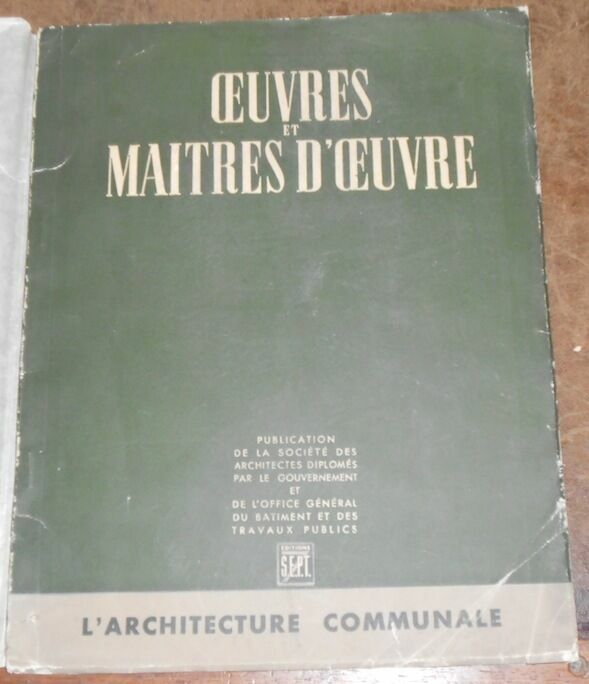 ŒUVRES
ET
MAITRES D'ŒUVRE
PUBLICATION
DE LA SOCIÉTÉ DES
ARCHITECTES DIPLOMÉS
PAR LE GOUVERNEMENT
ET
DE L'OFFICE GÉNÉRAL
DU BATIMENT ET DES
TRAVAUX PUBLICS
EDITIONS
S.E.P.T.
L'ARCHITECTURE COMMUNALE